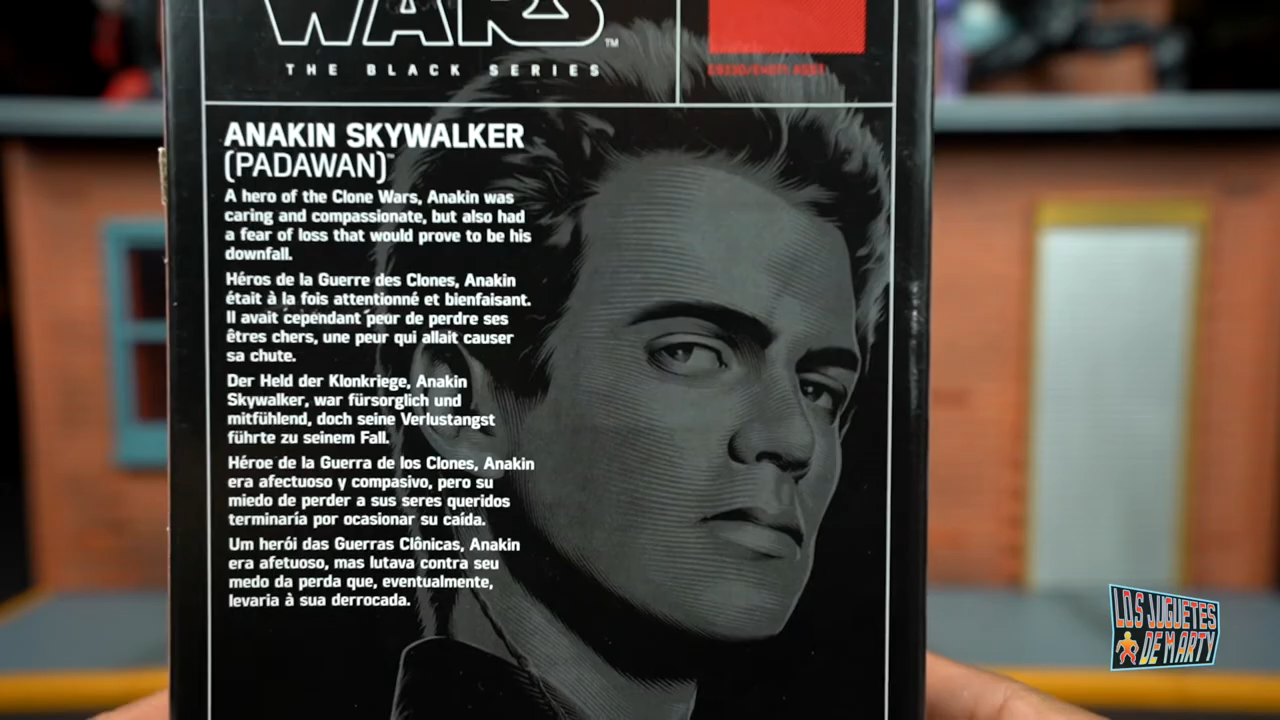 WARS™
THE BLACK SERIES
ANAKIN SKYWALKER
(PADAWAN)™
A hero of the Clone Wars, Anakin was
caring and compassionate, but also had
a fear of loss that would prove to be his
downfall.
Héros de la Guerre des Clones, Anakin
était à la fois attentionné et bienfaisant.
Il avait cependant peur de perdre ses
êtres chers, une peur qui allait causer
sa chute.
Der Held der Klonkriege, Anakin
Skywalker, war fürsorglich und
mitfühlend, doch seine Verlustangst
führte zu seinem Fall.
Héroe de la Guerra de los Clones, Anakin
era afectuoso y compasivo, pero su
miedo de perder a sus seres queridos
terminaría por ocasionar su caída.
Um herói das Guerras Clônicas, Anakin
era afetuoso, mas lutava contra seu
medo da perda que, eventualmente,
levaria à sua derrocada.
LOS JUGUETES
DE MARTY